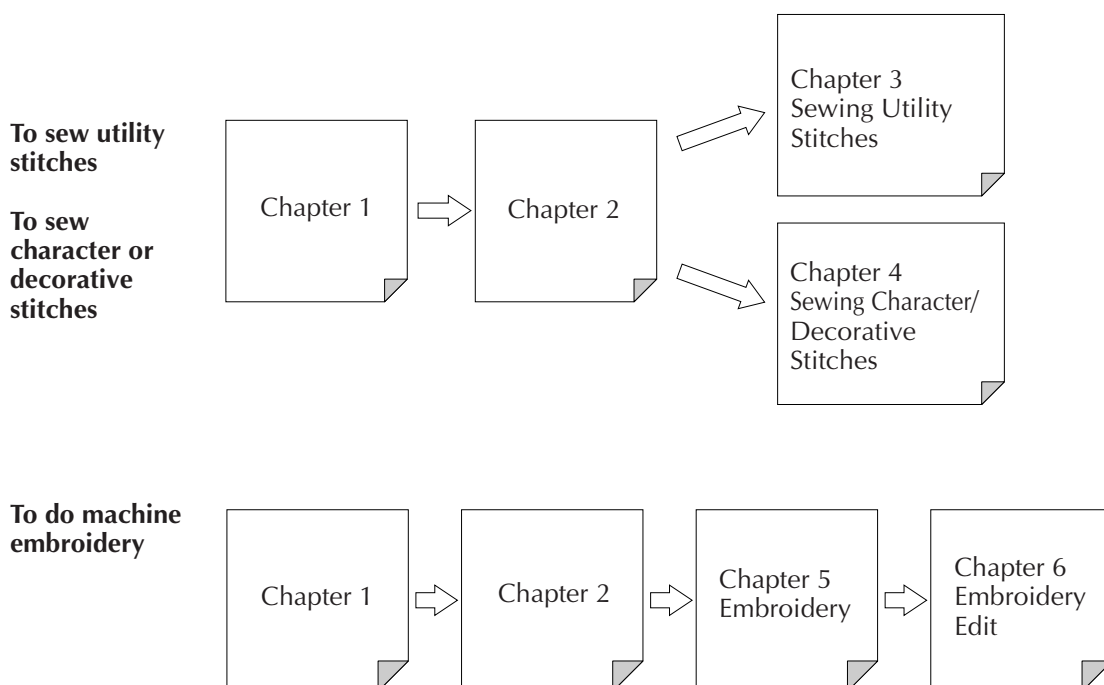 To sew utility
stitches
To sew
character or
decorative
stitches
Chapter 1
Chapter 2
Chapter 3
Sewing Utility
Stitches
Chapter 4
Sewing Character/
Decorative
Stitches
To do machine
embroidery
Chapter 1
Chapter 2
Chapter 5
Embroidery
Chapter 6
Embroidery
Edit